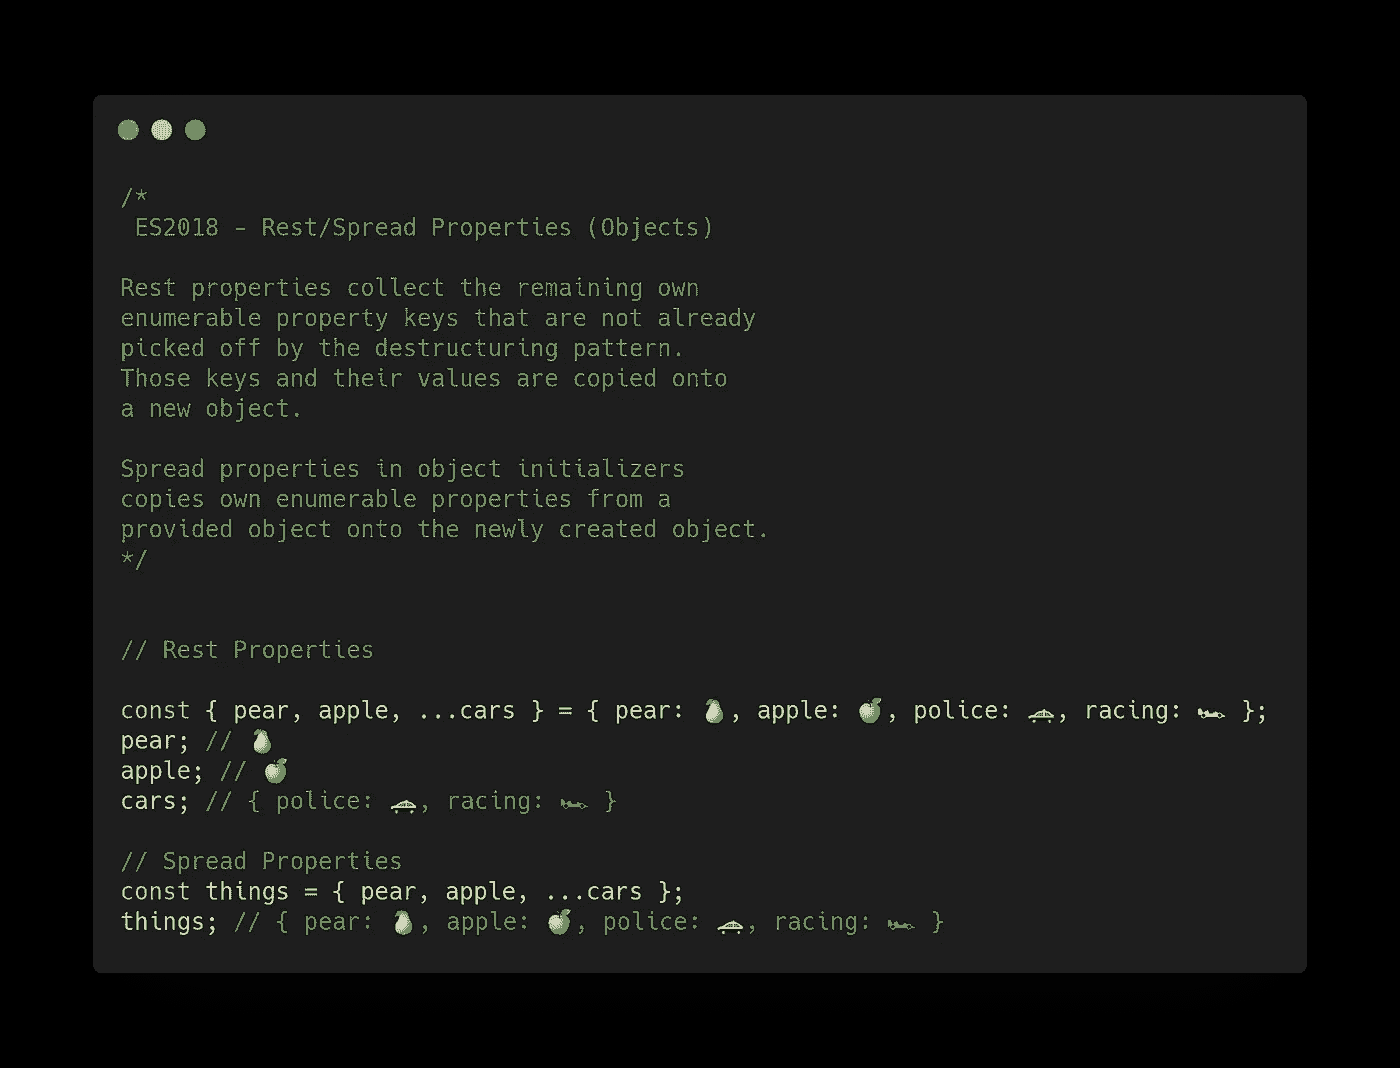 /*
 ES2018 - Rest/Spread Properties (Objects)
Rest properties collect the remaining own
enumerable property keys that are not already
picked off by the destructuring pattern.
Those keys and their values are copied onto
a new object.
Spread properties in object initializers
copies own enumerable properties from a
provided object onto the newly created object.
*/
// Rest Properties
const { pear, apple, ...cars } = { pear: 🍐, apple: 🍎, police: 🚓, racing: 🏎 };
pear; // 🍐
apple; // 🍎
cars; // { police: 🚓, racing: 🏎 }
// Spread Properties
const things = { pear, apple, ...cars };
things; // { pear: 🍐, apple: 🍎, police: 🚓, racing: 🏎 }